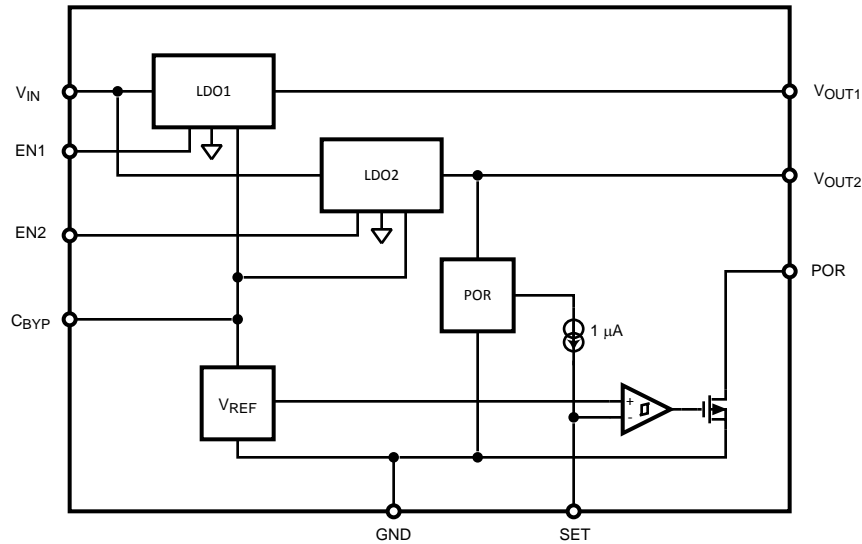 LDO1
VIN
VOUT1
EN1
LDO2
VOUT2
EN2
POR
POR
CBYP
1 μA
VREF
+
-
GND
SET